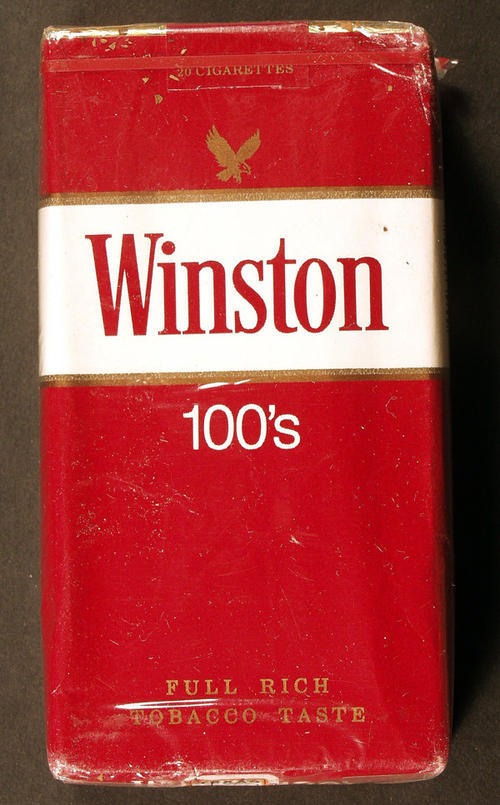 20 CIGARETTES
Winston
100's
FULL RICH
TOBACCO TASTE